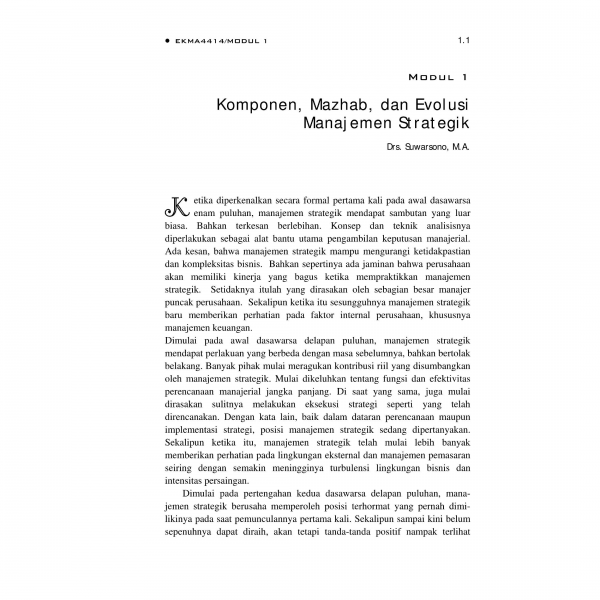 ● EKMA4414/MODUL 1 1.1
MODUL 1
Komponen, Mazhab, dan Evolusi
Manajemen Strategik
Drs. Suwarsono, M.A.
Ketika diperkenalkan secara formal pertama kali pada awal dasawarsa
enam puluhan, manajemen strategik mendapat sambutan yang luar
biasa. Bahkan terkesan berlebihan. Konsep dan teknik analisisnya
diperlakukan sebagai alat bantu utama pengambilan keputusan manajerial.
Ada kesan, bahwa manajemen strategik mampu mengurangi ketidakpastian
dan kompleksitas bisnis. Bahkan sepertinya ada jaminan bahwa perusahaan
akan memiliki kinerja yang bagus ketika mempraktikkan manajemen
strategik. Setidaknya itulah yang dirasakan oleh sebagian besar manajer
puncak perusahaan. Sekalipun ketika itu sesungguhnya manajemen strategik
baru memberikan perhatian pada faktor internal perusahaan, khususnya
manajemen keuangan.
Dimulai pada awal dasawarsa delapan puluhan, manajemen strategik
mendapat perlakuan yang berbeda dengan masa sebelumnya, bahkan bertolak
belakang. Banyak pihak mulai meragukan kontribusi riil yang disumbangkan
oleh manajemen strategik. Mulai dikeluhkan tentang fungsi dan efektivitas
perencanaan manajerial jangka panjang. Di saat yang sama, juga mulai
dirasakan sulitnya melakukan eksekusi strategi seperti yang telah
direncanakan. Dengan kata lain, baik dalam dataran perencanaan maupun
implementasi strategi, posisi manajemen strategik sedang dipertanyakan.
Sekalipun ketika itu, manajemen strategik telah mulai lebih banyak
memberikan perhatian pada lingkungan eksternal dan manajemen pemasaran
seiring dengan semakin meningginya turbulensi lingkungan bisnis dan
intensitas persaingan.
Dimulai pada pertengahan kedua dasawarsa delapan puluhan, mana-
jemen strategik berusaha memperoleh posisi terhormat yang pernah dimi-
likinya pada saat pemunculannya pertama kali. Sekalipun sampai kini belum
sepenuhnya dapat diraih, akan tetapi tanda-tanda positif nampak terlihat